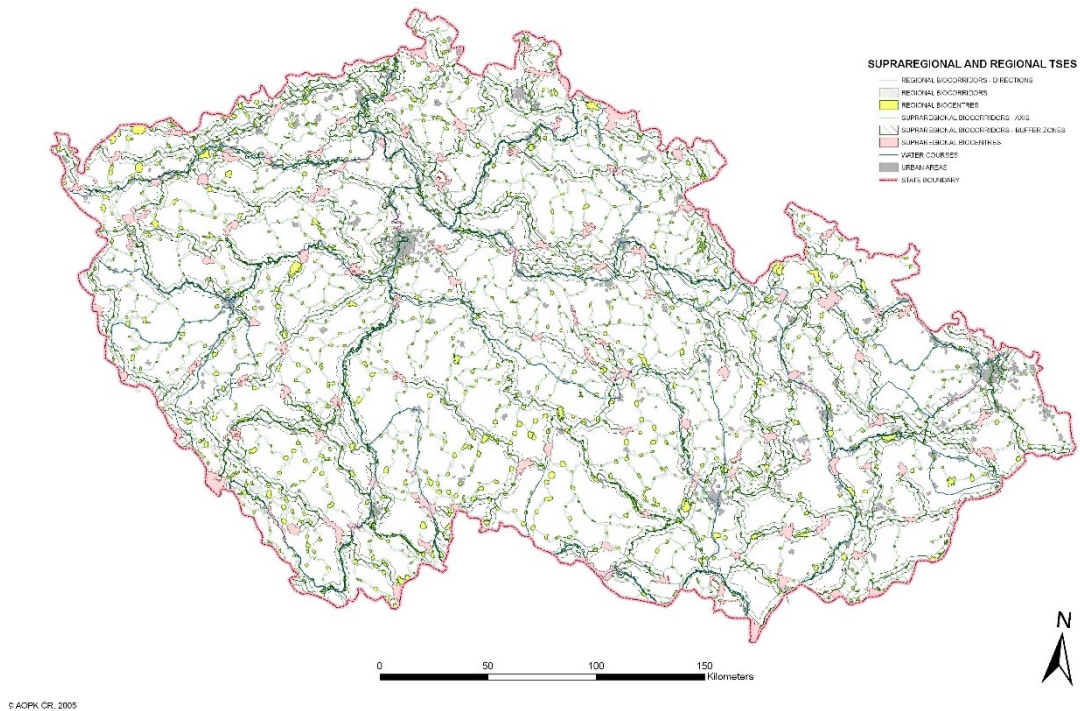 SUPRAREGIONAL AND REGIONAL TSES
REGIONAL BIOCORRIDORS - DIRECTIONS
REGIONAL BIOCORRIDORS
REGIONAL BIOCENTRES
SUPRAREGIONAL BIOCORRIDORS - AXIS
SUPRAREGIONAL BIOCORRIDORS - BUFFER ZONES
SUPRAREGIONAL BIOCENTRES
WATER COURSES
URBAN AREAS
STATE BOUNDARY
N
0 50 100 150
Kilometers
© AOPK ČR, 2005